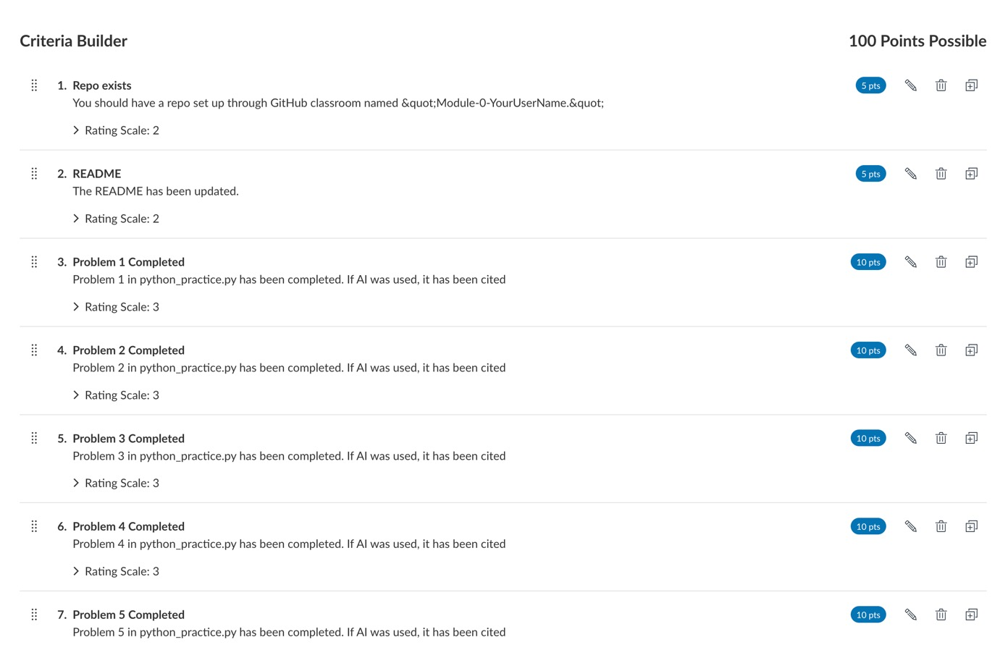 Criteria Builder 100 Points Possible
1. Repo exists 5 pts
You should have a repo set up through GitHub classroom named &quot;Module-0-YourUserName.&quot;
Rating Scale: 2
2. README 5 pts
The README has been updated.
Rating Scale: 2
3. Problem 1 Completed 10 pts
Problem 1 in python_practice.py has been completed. If AI was used, it has been cited
Rating Scale: 3
4. Problem 2 Completed 10 pts
Problem 2 in python_practice.py has been completed. If AI was used, it has been cited
Rating Scale: 3
5. Problem 3 Completed 10 pts
Problem 3 in python_practice.py has been completed. If AI was used, it has been cited
Rating Scale: 3
6. Problem 4 Completed 10 pts
Problem 4 in python_practice.py has been completed. If AI was used, it has been cited
Rating Scale: 3
7. Problem 5 Completed 10 pts
Problem 5 in python_practice.py has been completed. If AI was used, it has been cited